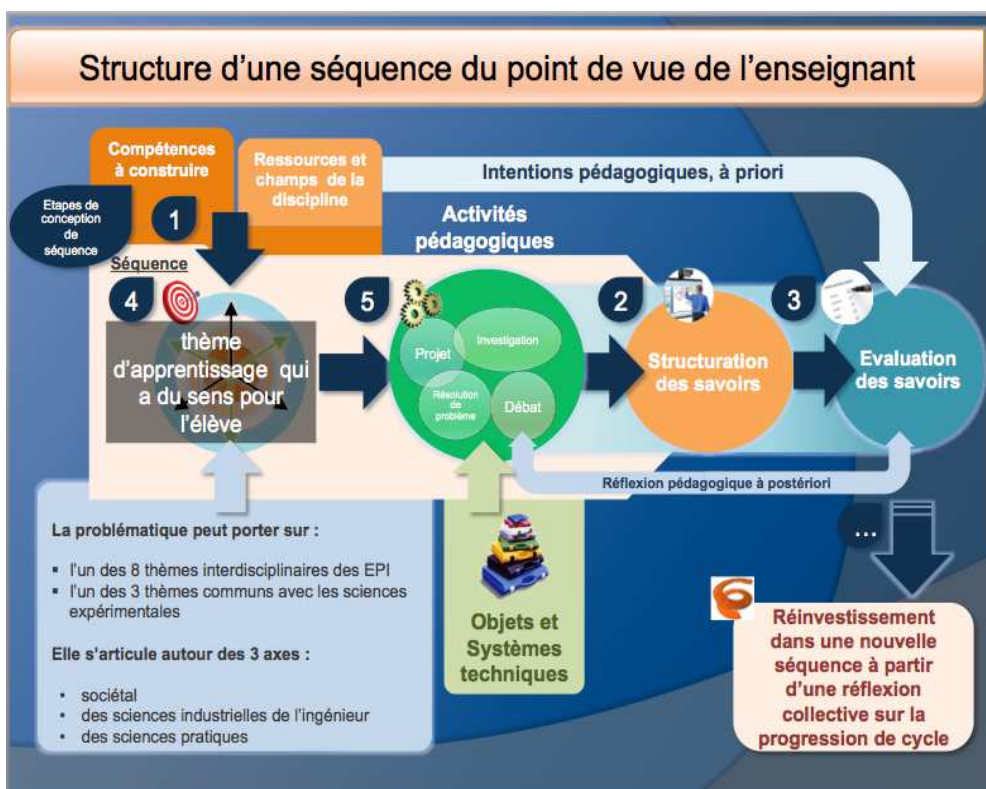 Structure d'une séquence du point de vue de l'enseignant
Compétences
à construire
Ressources et
champs de la
discipline
Intentions pédagogiques, à priori
Etapes de
conception
de
séquence
1
Activités
pédagogiques
Séquence
4
5
2
3
thème
d'apprentissage qui
a du sens pour
l'élève
Projet
Investigation
Résolution
de
problème
Débat
Structuration
des savoirs
Evaluation
des savoirs
Réflexion pédagogique à postériori
La problématique peut porter sur :
▪ l'un des 8 thèmes interdisciplinaires des EPI
▪ l'un des 3 thèmes communs avec les sciences
expérimentales
Elle s'articule autour des 3 axes :
• sociétal
• des sciences industrielles de l'ingénieur
• des sciences pratiques
Objets et
Systèmes
techniques
...
Réinvestissement
dans une nouvelle
séquence à partir
d'une réflexion
collective sur la
progression de cycle